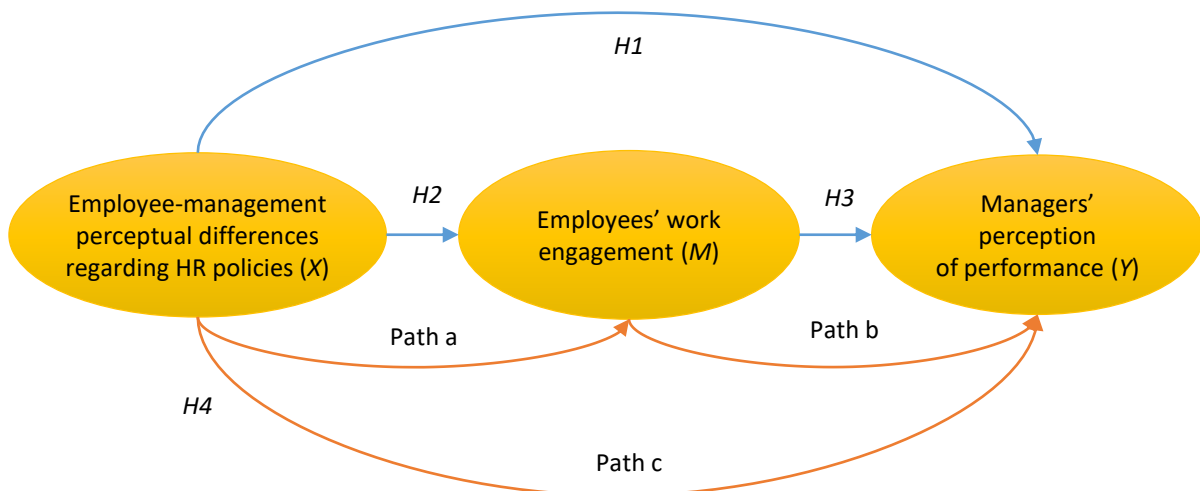 H1
Employee-management
perceptual differences
regarding HR policies (X)
H2
Employees’ work
engagement (M)
H3
Managers’
perception
of performance (Y)
Path a
Path b
H4
Path c